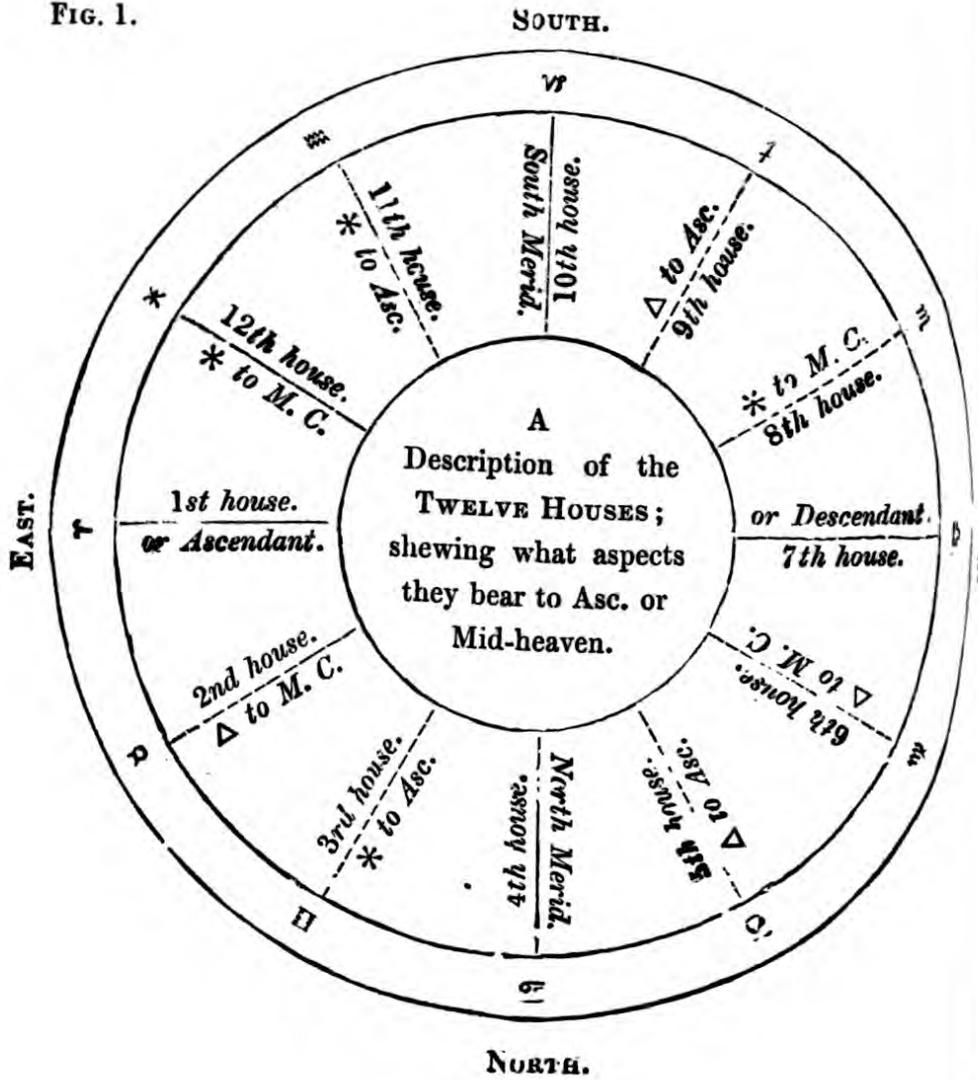 FIG. 1.
SOUTH.
♑
♐
♏
♎
♍
♌
♋
♊
♉
♈
♓
♒
EAST.
South Merid.
10th house.
△ to Asc.
9th house.
⚹ to M. C.
8th house.
or Descendant.
7th house.
△ to M. C.
6th house.
△ to Asc.
5th house.
North Merid.
4th house.
3rd house.
⚹ to Asc.
2nd house.
△ to M. C.
1st house.
or Ascendant.
12th house.
⚹ to M. C.
11th house.
⚹ to Asc.
A
Description of the
TWELVE HOUSES;
shewing what aspects
they bear to Asc. or
Mid-heaven.
NORTH.